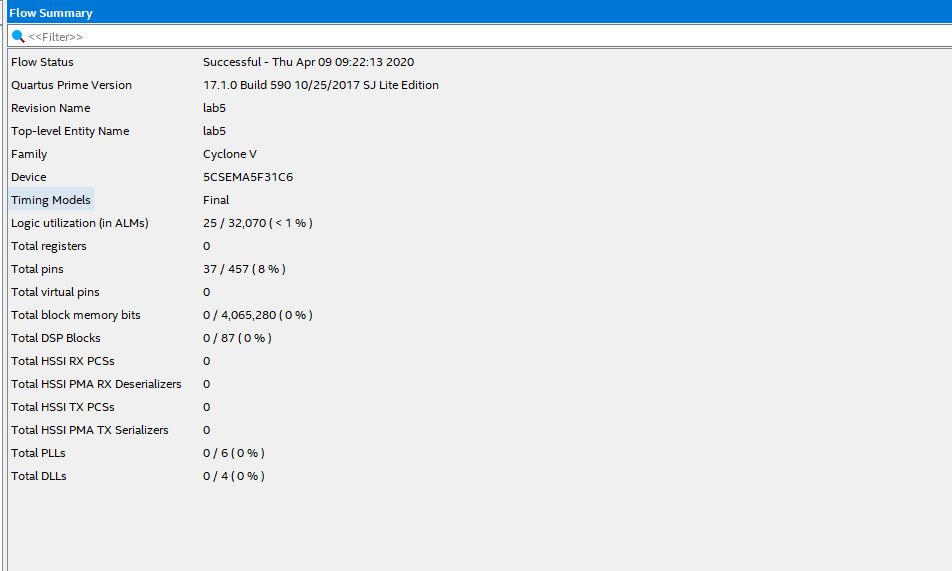 Flow Summary
<<Filter>>
Flow Status Successful - Thu Apr 09 09:22:13 2020
Quartus Prime Version 17.1.0 Build 590 10/25/2017 SJ Lite Edition
Revision Name lab5
Top-level Entity Name lab5
Family Cyclone V
Device 5CSEMA5F31C6
Timing Models Final
Logic utilization (in ALMs) 25 / 32,070 ( < 1 % )
Total registers 0
Total pins 37 / 457 ( 8 % )
Total virtual pins 0
Total block memory bits 0 / 4,065,280 ( 0 % )
Total DSP Blocks 0 / 87 ( 0 % )
Total HSSI RX PCSs 0
Total HSSI PMA RX Deserializers 0
Total HSSI TX PCSs 0
Total HSSI PMA TX Serializers 0
Total PLLs 0 / 6 ( 0 % )
Total DLLs 0 / 4 ( 0 % )